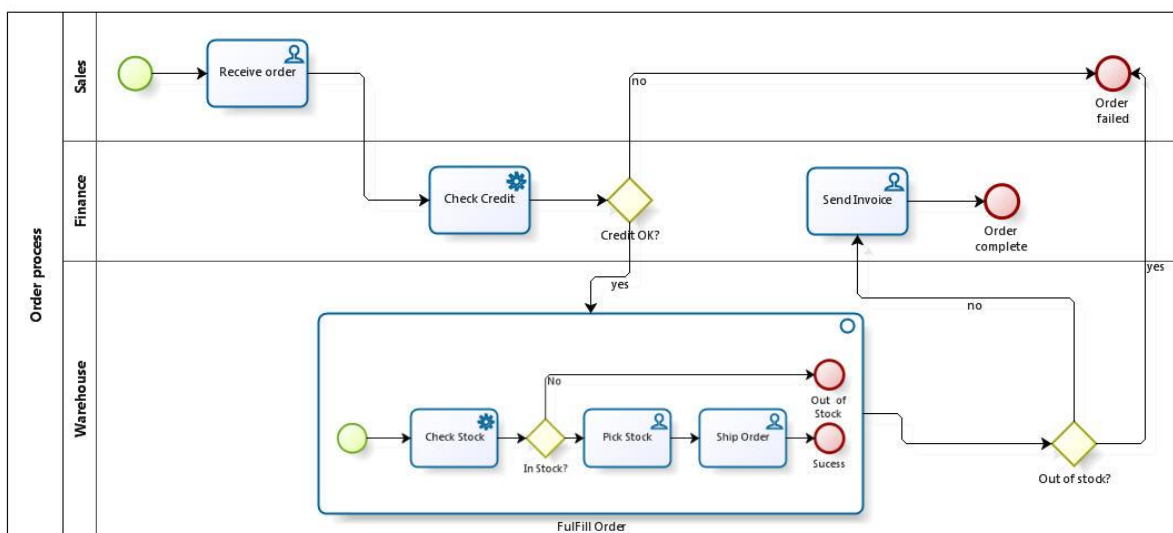 Order process
Sales
Receive order
no
Order
failed
Finance
Check Credit
Credit OK?
Send Invoice
Order
complete
yes
yes
no
Warehouse
No
Out of
Stock
Check Stock
In Stock?
Pick Stock
Ship Order
Sucess
Out of stock?
FulFill Order